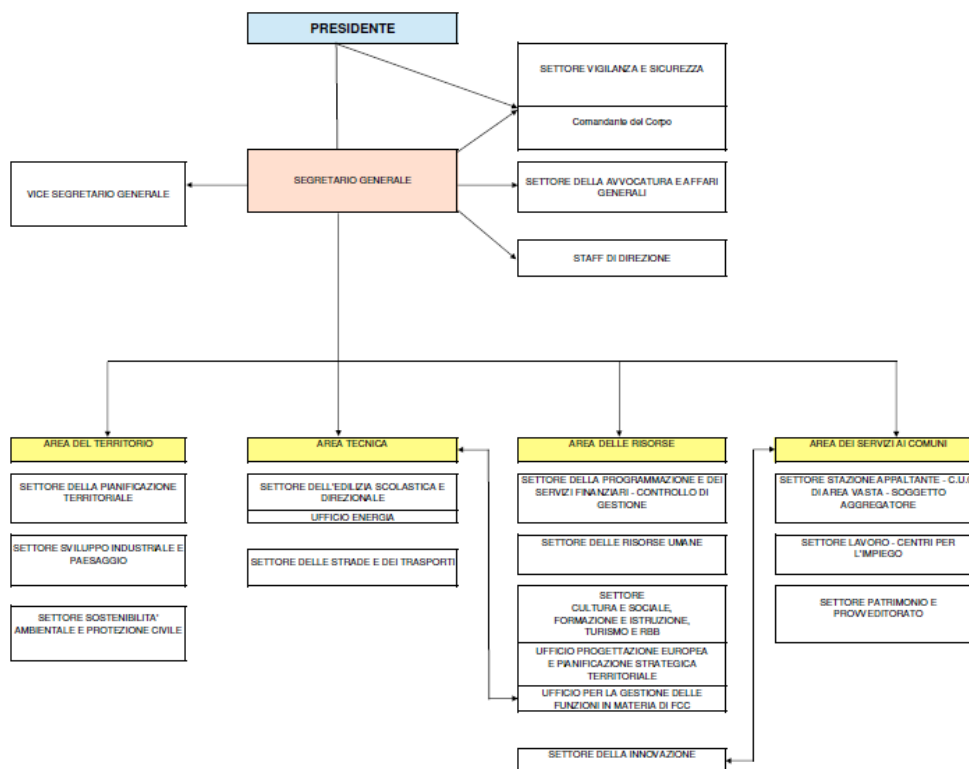 PRESIDENTE
SETTORE VIGILANZA E SICUREZZA
Comandante del Corpo
VICE SEGRETARIO GENERALE
SEGRETARIO GENERALE
SETTORE DELLA AVVOCATURA E AFFARI
GENERALI
STAFF DI DIREZIONE
AREA DEL TERRITORIO
SETTORE DELLA PIANIFICAZIONE
TERRITORIALE
SETTORE SVILUPPO INDUSTRIALE E
PAESAGGIO
SETTORE SOSTENIBILITA'
AMBIENTALE E PROTEZIONE CIVILE
AREA TECNICA
SETTORE DELL'EDILIZIA SCOLASTICA E
DIREZIONALE
UFFICIO ENERGIA
SETTORE DELLE STRADE E DEI TRASPORTI
AREA DELLE RISORSE
SETTORE DELLA PROGRAMMAZIONE E DEI
SERVIZI FINANZIARI - CONTROLLO DI
GESTIONE
SETTORE DELLE RISORSE UMANE
SETTORE
CULTURA E SOCIALE,
FORMAZIONE E ISTRUZIONE,
TURISMO E RBB
UFFICIO PROGETTAZIONE EUROPEA
E PIANIFICAZIONE STRATEGICA
TERRITORIALE
UFFICIO PER LA GESTIONE DELLE
FUNZIONI IN MATERIA DI FCC
SETTORE DELLA INNOVAZIONE
AREA DEI SERVIZI AI COMUNI
SETTORE STAZIONE APPALTANTE - C.U.C
DI AREA VASTA - SOGGETTO
AGGREGATORE
SETTORE LAVORO - CENTRI PER
L'IMPIEGO
SETTORE PATRIMONIO E
PROVVEDITORATO